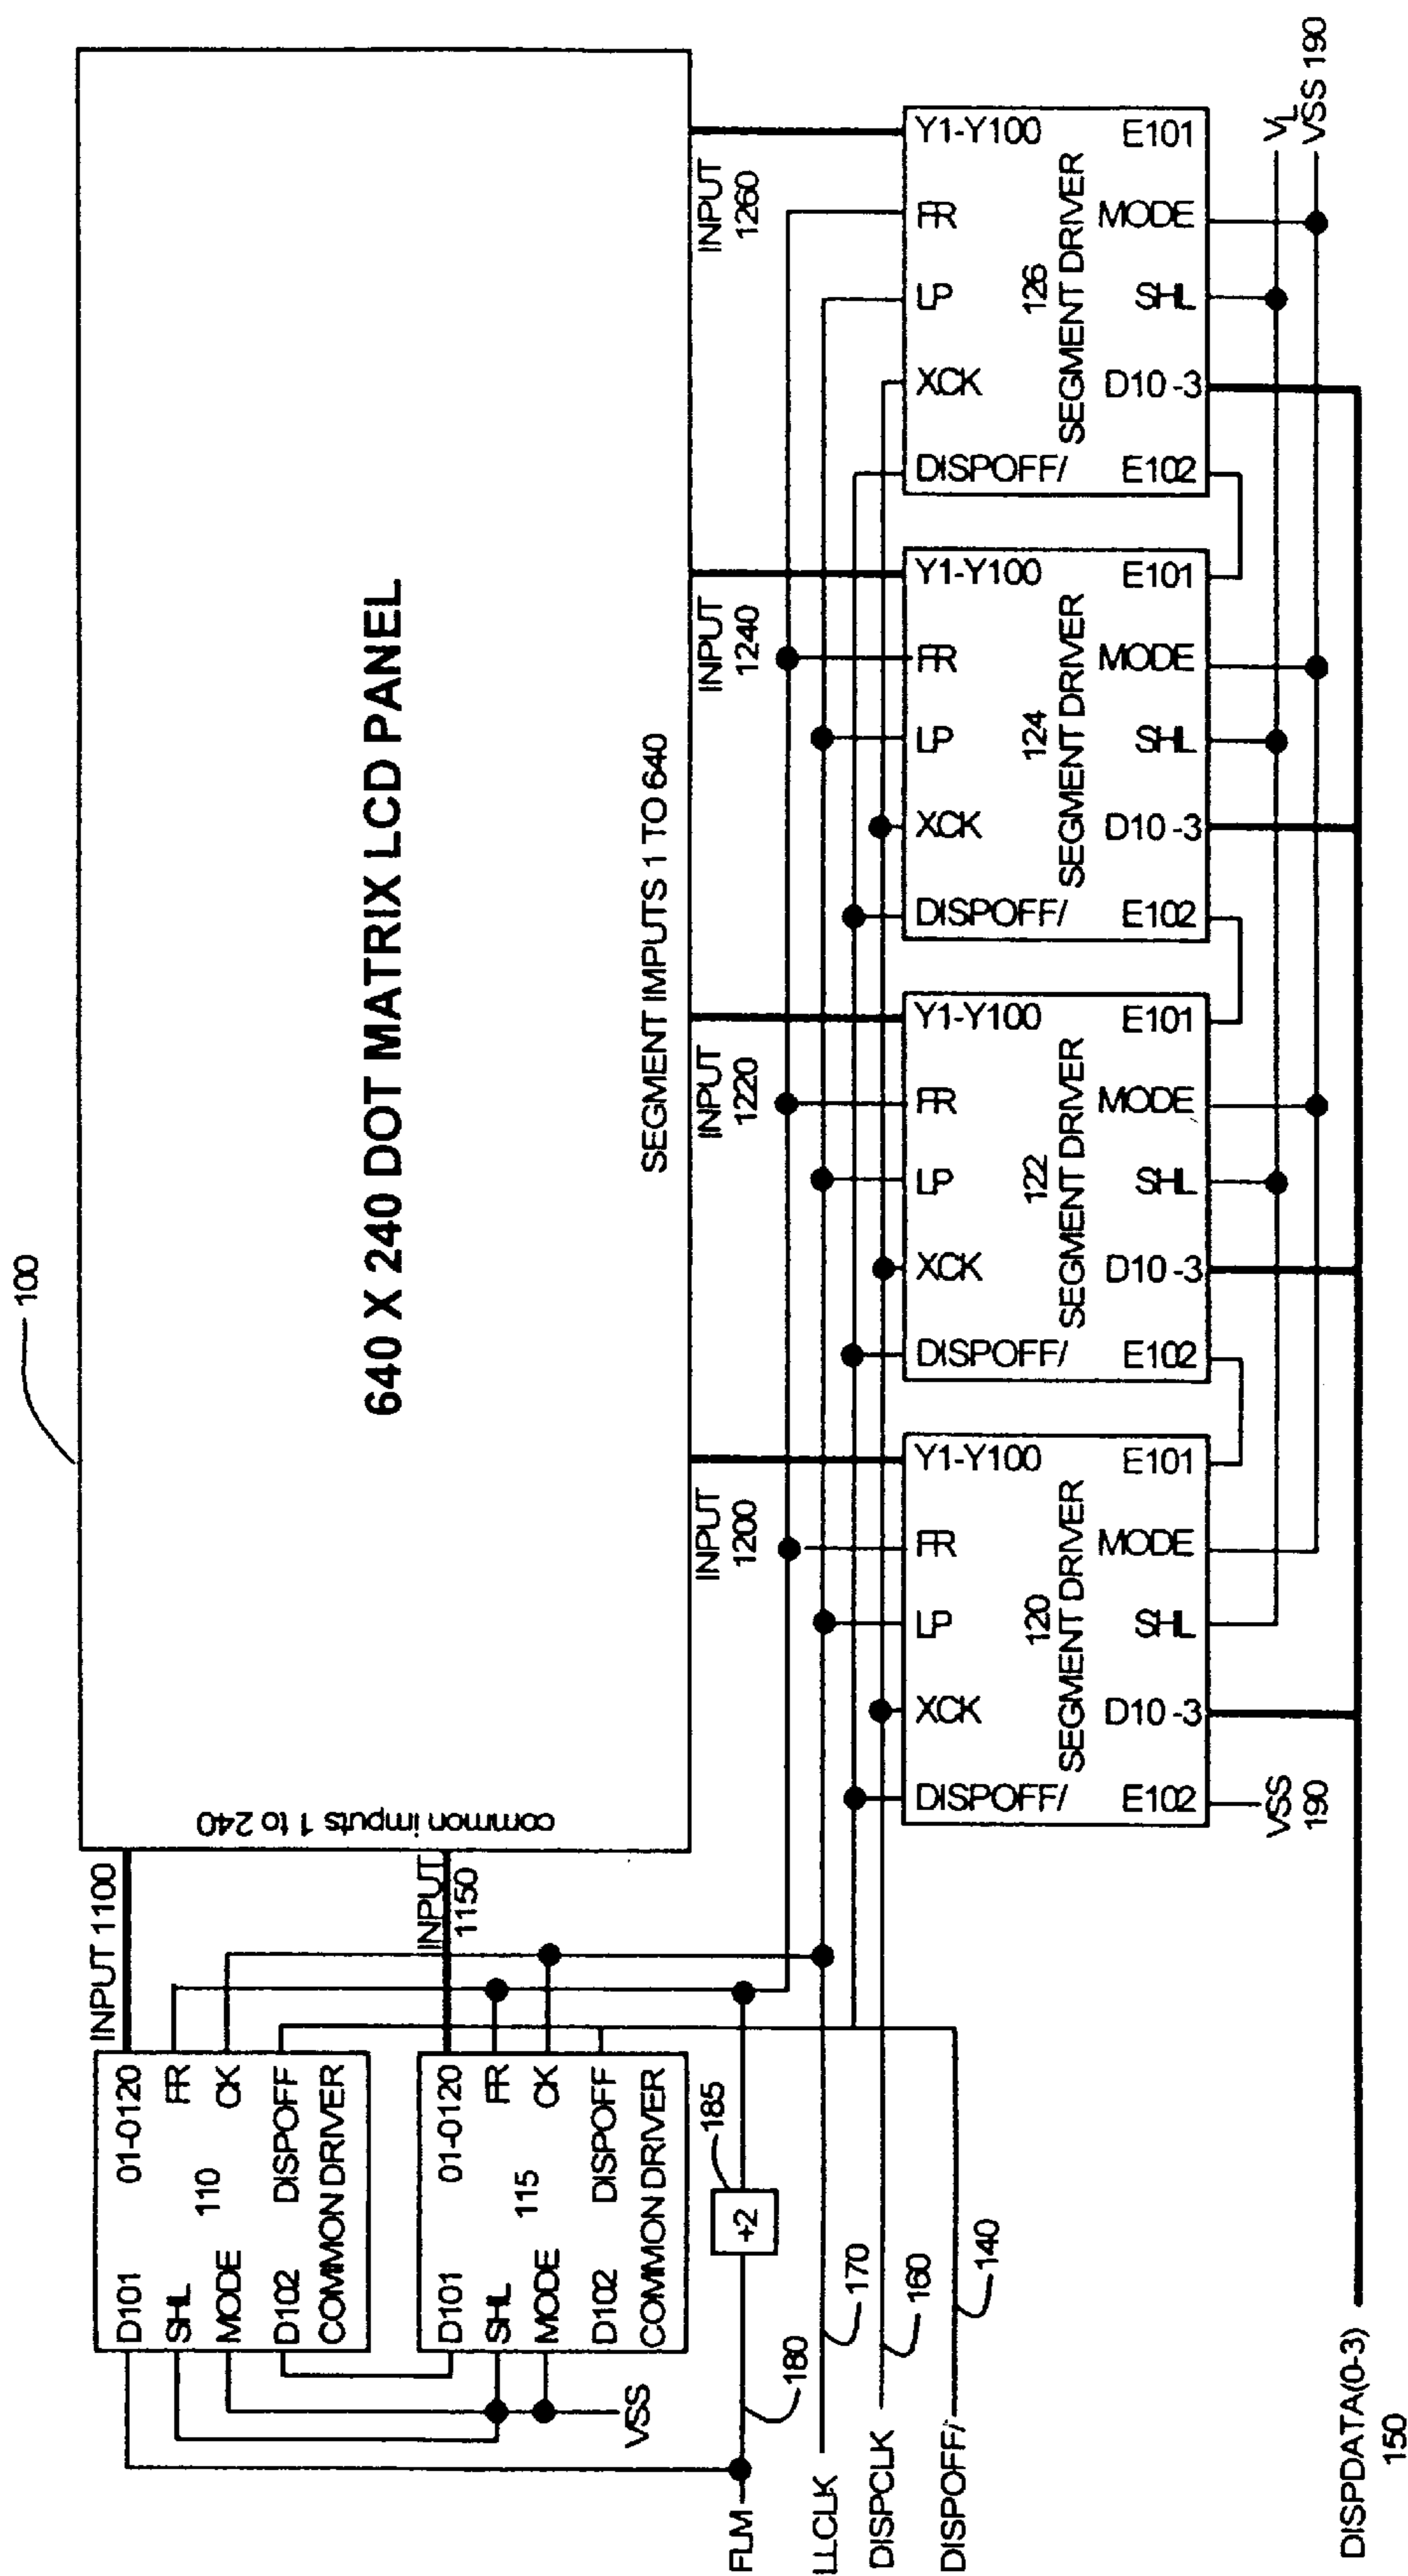 100
640 X 240 DOT MATRIX LCD PANEL
common imputs 1 to 240
SEGMENT IMPUTS 1 TO 640
INPUT 1100
INPUT
1150
INPUT
1200
INPUT
1220
INPUT
1240
INPUT
1260
D101
01-0120
SHL
FR
110
MODE
CK
D102
DISPOFF
COMMON DRIVER
D101
01-0120
SHL
FR
115
MODE
CK
D102
DISPOFF
COMMON DRIVER
VSS
185
+2
FLM
180
LLCLK
170
DISPCLK
160
DISPOFF/
140
DISPOFF/
XCK
LP
FR
Y1-Y100
120
SEGMENT DRIVER
E102
D10-3
SHL
MODE
E101
VSS
190
DISPOFF/
XCK
LP
FR
Y1-Y100
122
SEGMENT DRIVER
E102
D10-3
SHL
MODE
E101
DISPOFF/
XCK
LP
FR
Y1-Y100
124
SEGMENT DRIVER
E102
D10-3
SHL
MODE
E101
DISPOFF/
XCK
LP
FR
Y1-Y100
126
SEGMENT DRIVER
E102
D10-3
SHL
MODE
E101
VL
VSS 190
DISPDATA(0-3)
150